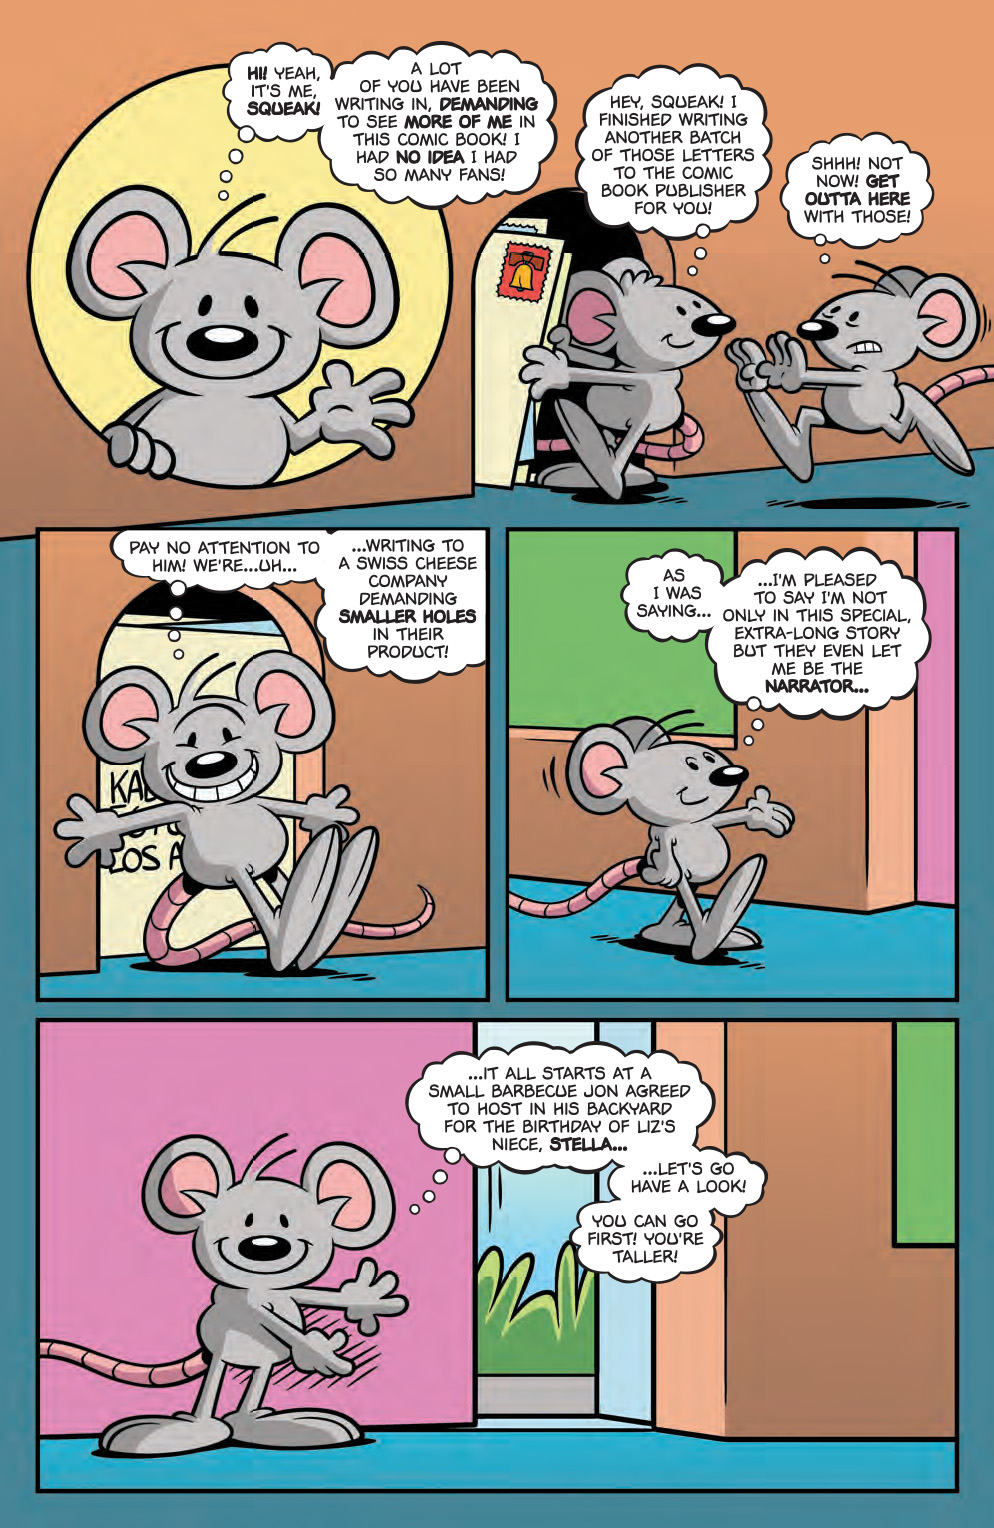 HI! YEAH,
IT'S ME,
SQUEAK!
A LOT
OF YOU HAVE BEEN
WRITING IN, DEMANDING
TO SEE MORE OF ME IN
THIS COMIC BOOK! I
HAD NO IDEA I HAD
SO MANY FANS!
HEY, SQUEAK! I
FINISHED WRITING
ANOTHER BATCH
OF THOSE LETTERS
TO THE COMIC
BOOK PUBLISHER
FOR YOU!
SHHH! NOT
NOW! GET
OUTTA HERE
WITH THOSE!
PAY NO ATTENTION TO
HIM! WE'RE...UH...
...WRITING TO
A SWISS CHEESE
COMPANY
DEMANDING
SMALLER HOLES
IN THEIR
PRODUCT!
LOS A
AS
I WAS
SAYING...
...I'M PLEASED
TO SAY I'M NOT
ONLY IN THIS SPECIAL,
EXTRA-LONG STORY
BUT THEY EVEN LET
ME BE THE
NARRATOR...
...IT ALL STARTS AT A
SMALL BARBECUE JON AGREED
TO HOST IN HIS BACKYARD
FOR THE BIRTHDAY OF LIZ'S
NIECE, STELLA...
...LET'S GO
HAVE A LOOK!
YOU CAN GO
FIRST! YOU'RE
TALLER!